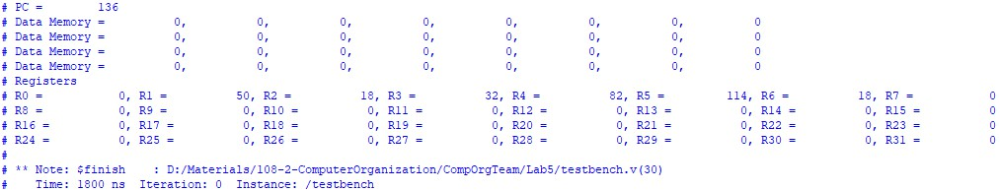 # PC =        136
# Data Memory =          0,          0,          0,          0,          0,          0,          0,          0
# Data Memory =          0,          0,          0,          0,          0,          0,          0,          0
# Data Memory =          0,          0,          0,          0,          0,          0,          0,          0
# Data Memory =          0,          0,          0,          0,          0,          0,          0,          0
# Registers
# R0 =          0, R1 =         50, R2 =         18, R3 =         32, R4 =         82, R5 =        114, R6 =         18, R7 =          0
# R8 =          0, R9 =          0, R10 =          0, R11 =          0, R12 =          0, R13 =          0, R14 =          0, R15 =          0
# R16 =          0, R17 =          0, R18 =          0, R19 =          0, R20 =          0, R21 =          0, R22 =          0, R23 =          0
# R24 =          0, R25 =          0, R26 =          0, R27 =          0, R28 =          0, R29 =          0, R30 =          0, R31 =          0
#
# ** Note: $finish    : D:/Materials/108-2-ComputerOrganization/CompOrgTeam/Lab5/testbench.v(30)
#    Time: 1800 ns  Iteration: 0  Instance: /testbench